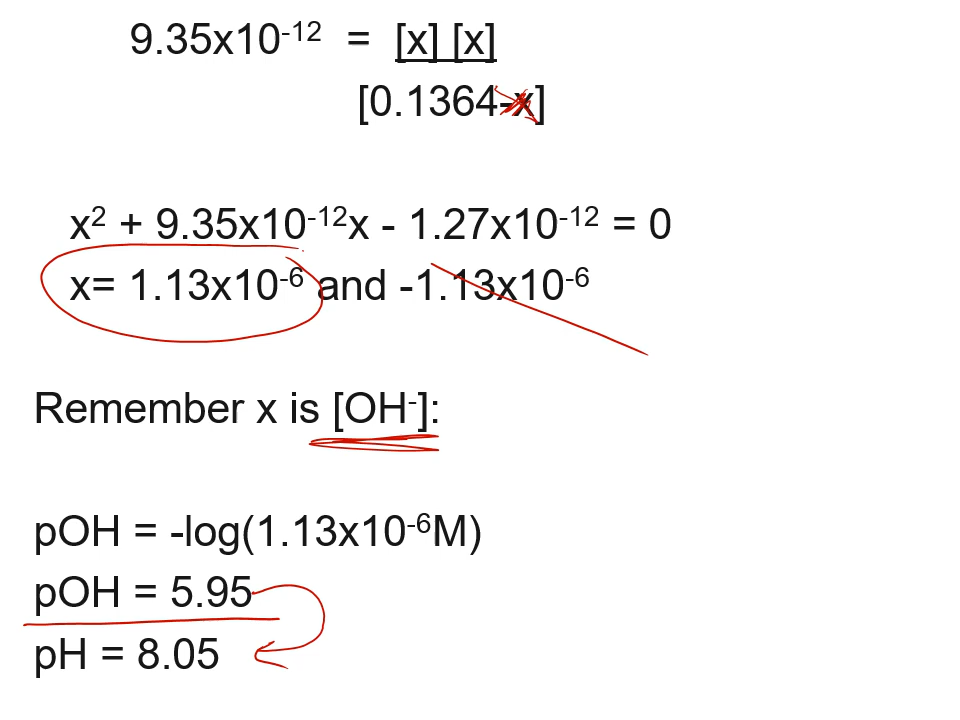 9.35x10⁻¹² = [x] [x]
[0.1364-x]
x² + 9.35x10⁻¹²x - 1.27x10⁻¹² = 0
x= 1.13x10⁻⁶ and -1.13x10⁻⁶
Remember x is [OH⁻]:
pOH = -log(1.13x10⁻⁶M)
pOH = 5.95
pH = 8.05